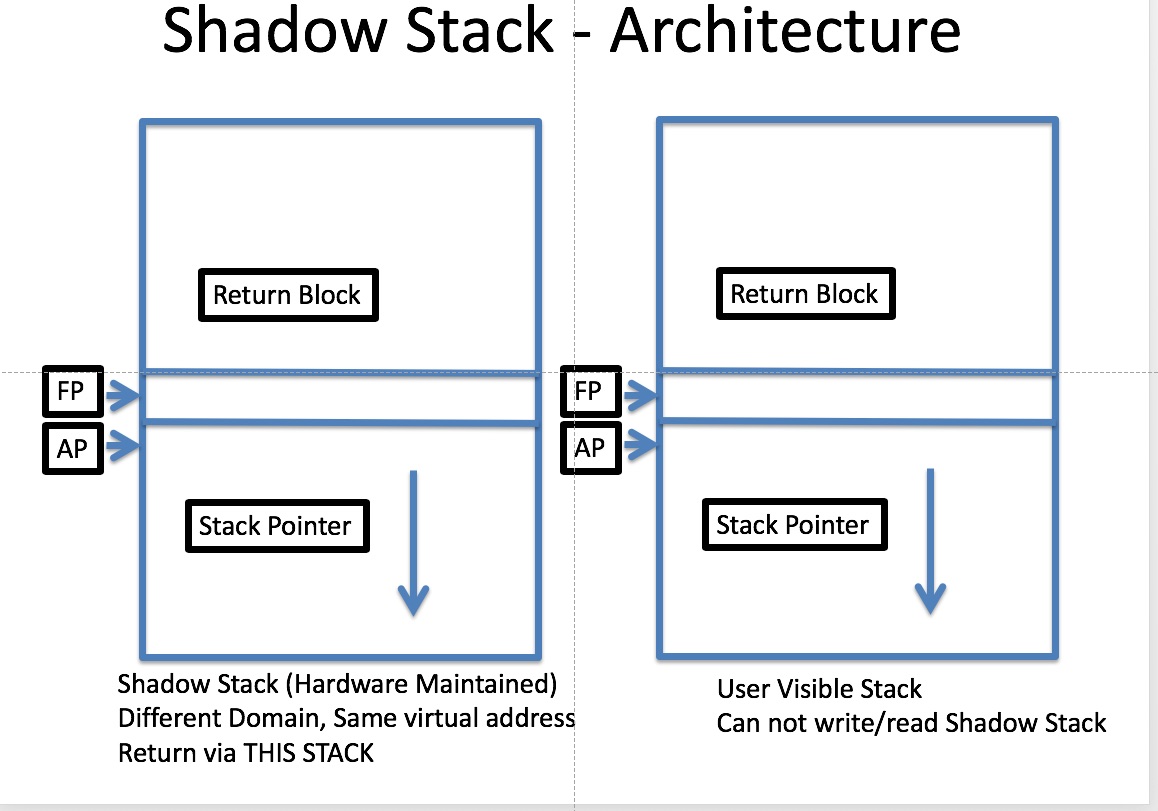 Shadow Stack - Architecture
Return Block
Return Block
FP
FP
AP
AP
Stack Pointer
Stack Pointer
Shadow Stack (Hardware Maintained)
Different Domain, Same virtual address
Return via THIS STACK
User Visible Stack
Can not write/read Shadow Stack